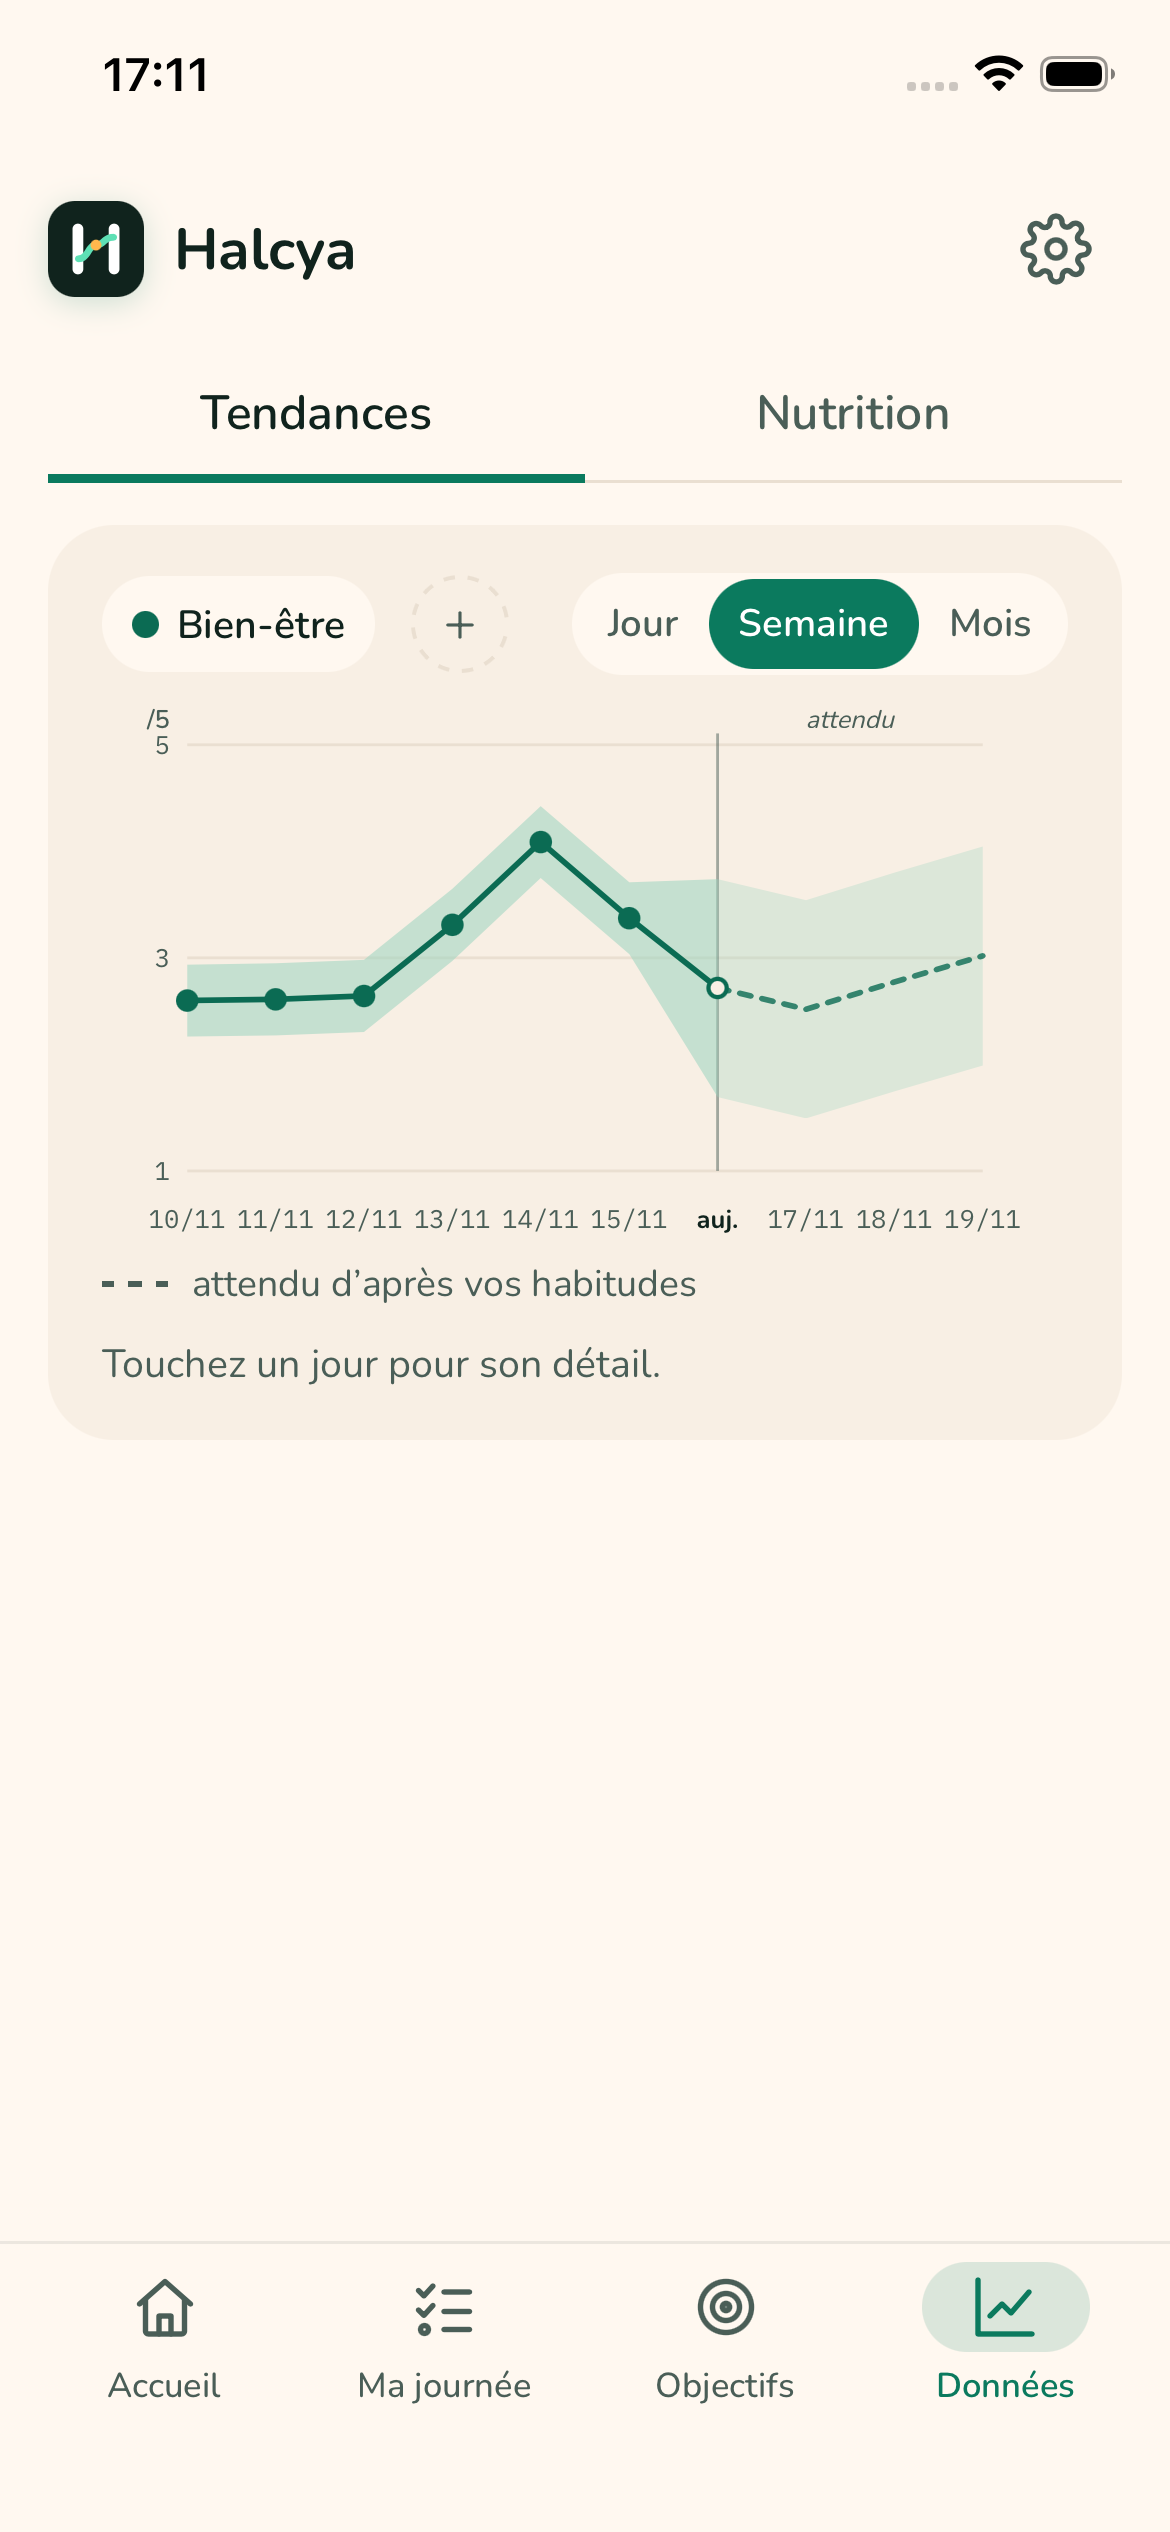 17:11
Halcya
Tendances
Nutrition
Bien-être
+
Jour
Semaine
Mois
/5
attendu
5
3
1
10/11 11/11 12/11 13/11 14/11 15/11 auj. 17/11 18/11 19/11
attendu d’après vos habitudes
Touchez un jour pour son détail.
Accueil
Ma journée
Objectifs
Données